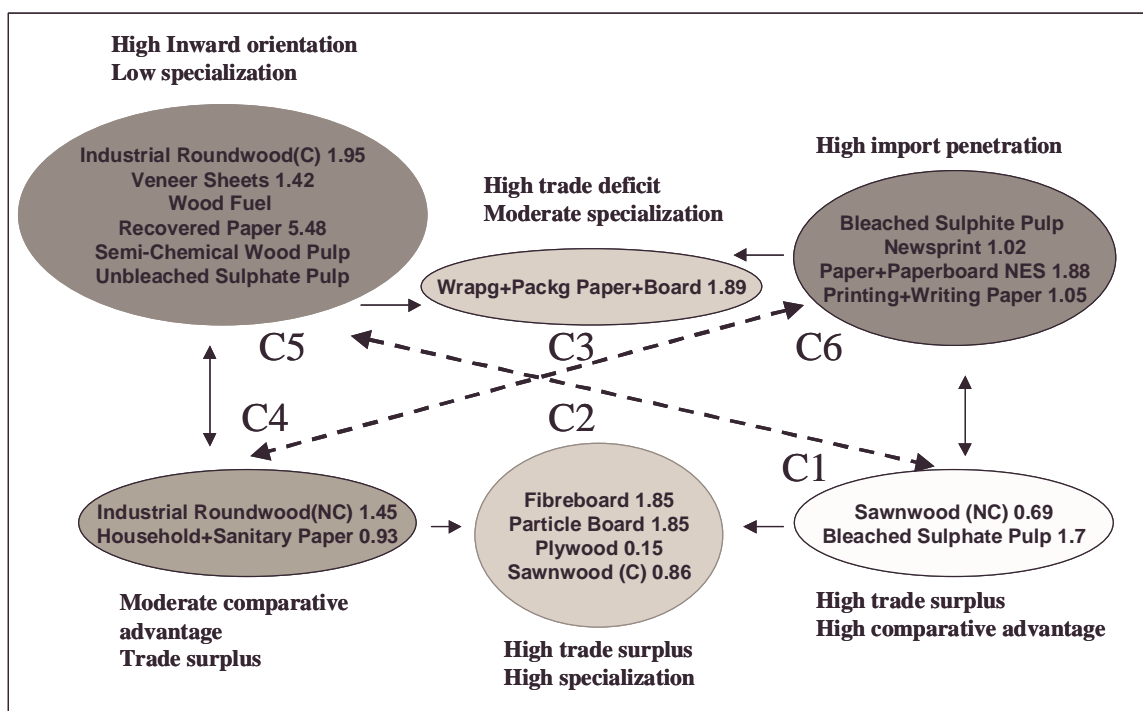 High Inward orientation
Low specialization
Industrial Roundwood(C) 1.95
Veneer Sheets 1.42
Wood Fuel
Recovered Paper 5.48
Semi-Chemical Wood Pulp
Unbleached Sulphate Pulp
High trade deficit
Moderate specialization
Wrapg+Packg Paper+Board 1.89
High import penetration
Bleached Sulphite Pulp
Newsprint 1.02
Paper+Paperboard NES 1.88
Printing+Writing Paper 1.05
C5
C3
C6
C4
C2
C1
Industrial Roundwood(NC) 1.45
Household+Sanitary Paper 0.93
Moderate comparative
advantage
Trade surplus
Fibreboard 1.85
Particle Board 1.85
Plywood 0.15
Sawnwood (C) 0.86
High trade surplus
High specialization
Sawnwood (NC) 0.69
Bleached Sulphate Pulp 1.7
High trade surplus
High comparative advantage